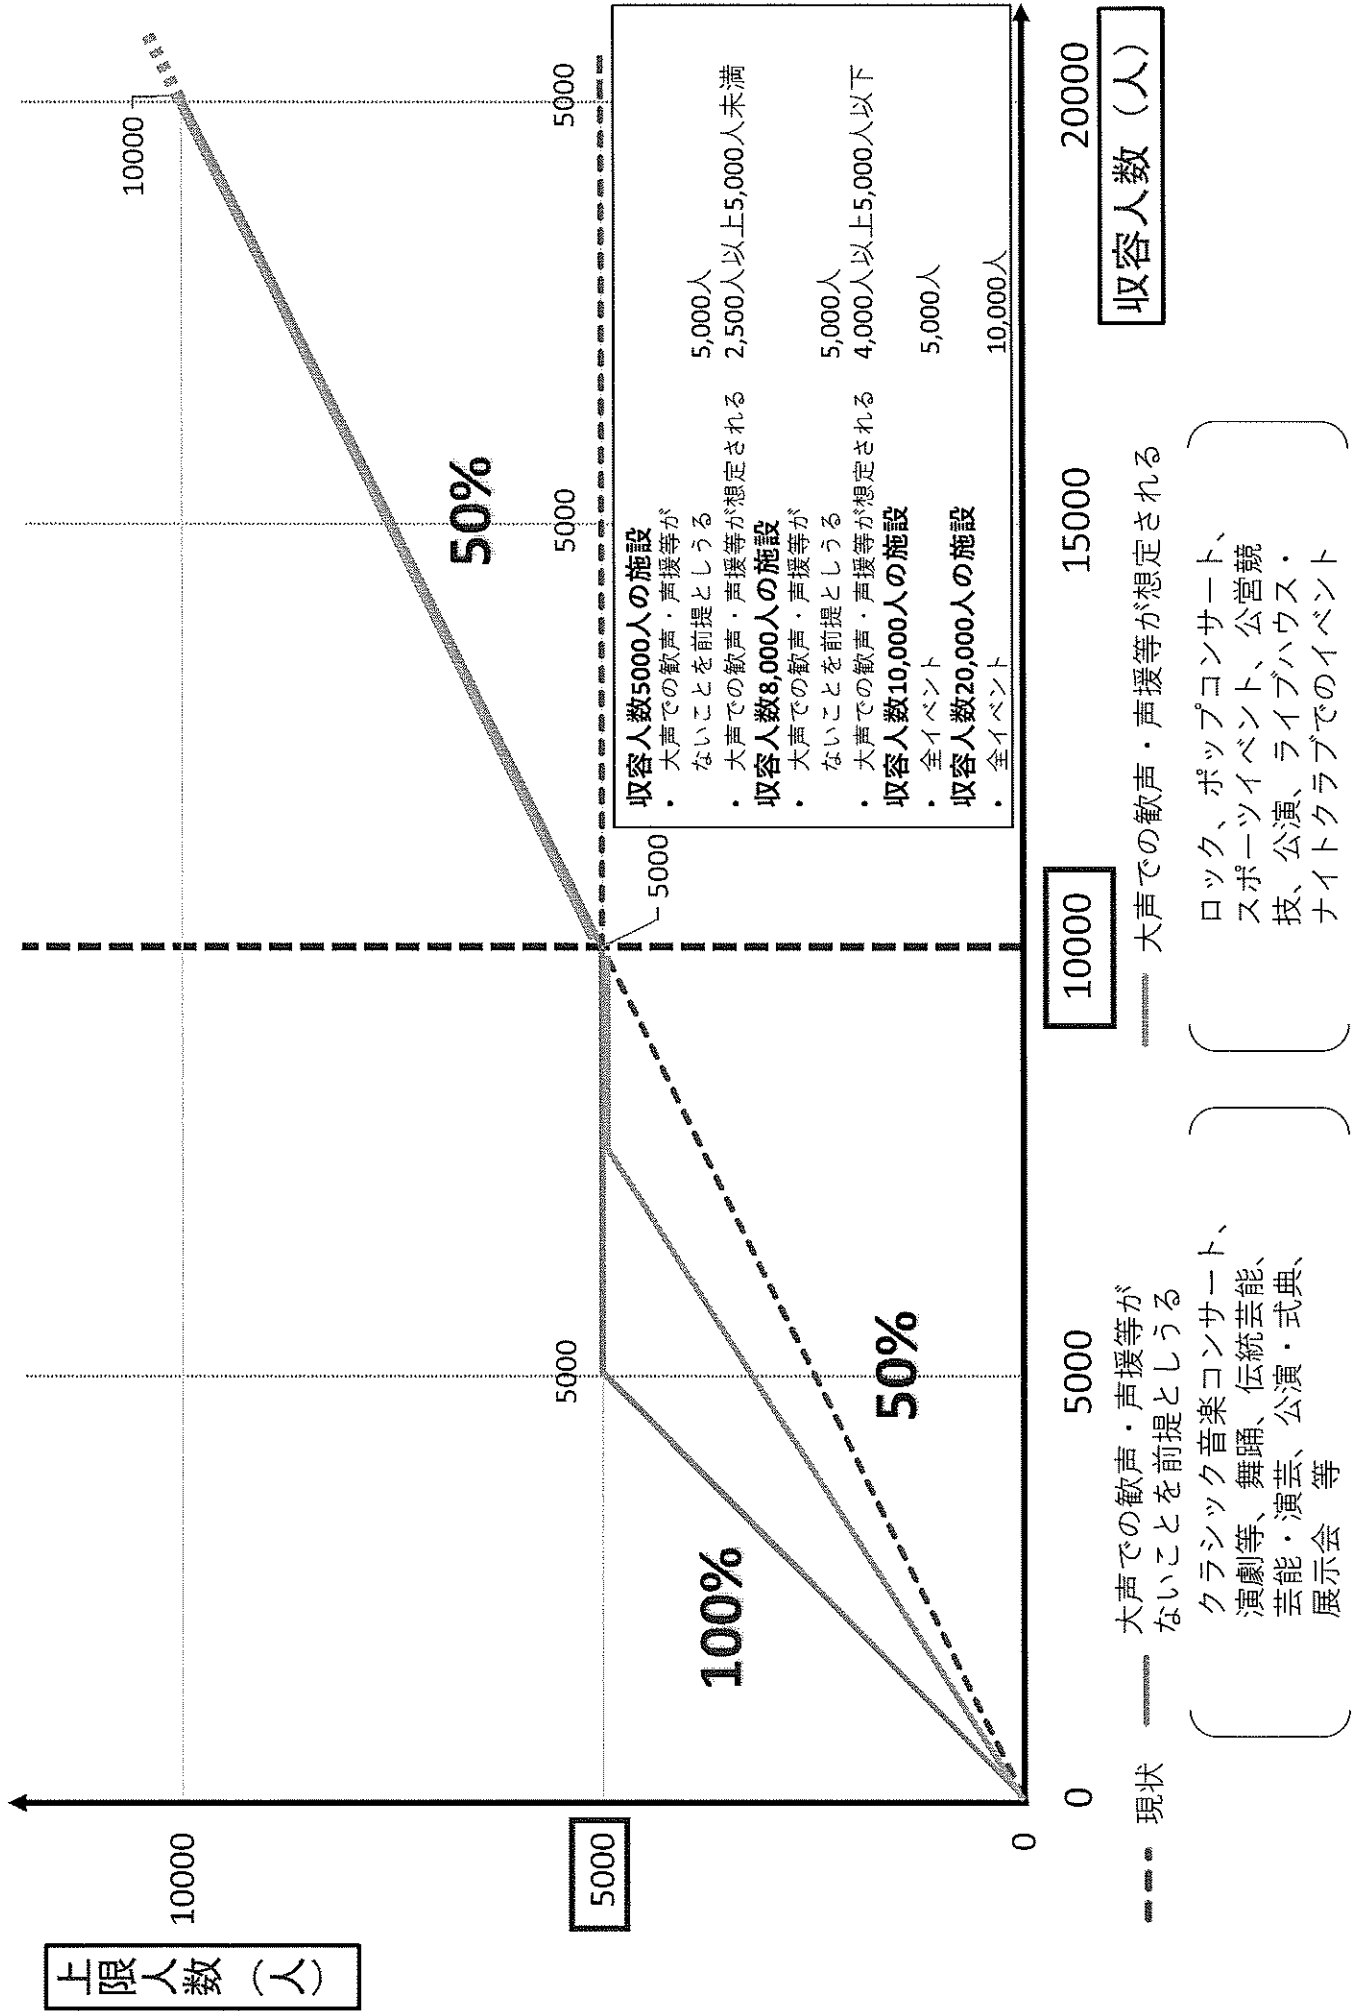 上限人数（人）
10000
5000
0
100%
50%
50%
5000
5000
5000
5000
10000
収容人数5000人の施設
・ 大声での歓声・声援等が
ないことを前提としうる 5,000人
・ 大声での歓声・声援等が想定される 2,500人以上5,000人未満
収容人数8,000人の施設
・ 大声での歓声・声援等が
ないことを前提としうる 5,000人
・ 大声での歓声・声援等が想定される 4,000人以上5,000人以下
収容人数10,000人の施設
・ 全イベント 5,000人
収容人数20,000人の施設
・ 全イベント 10,000人
0
5000
10000
15000
20000
収容人数（人）
現状
大声での歓声・声援等が
ないことを前提としうる
クラシック音楽コンサート、
演劇等、舞踊、伝統芸能、
芸能・演芸、公演・式典、
展示会 等
大声での歓声・声援等が想定される
ロック、ポップコンサート、
スポーツイベント、公営競
技、公演、ライブハウス・
ナイトクラブでのイベント